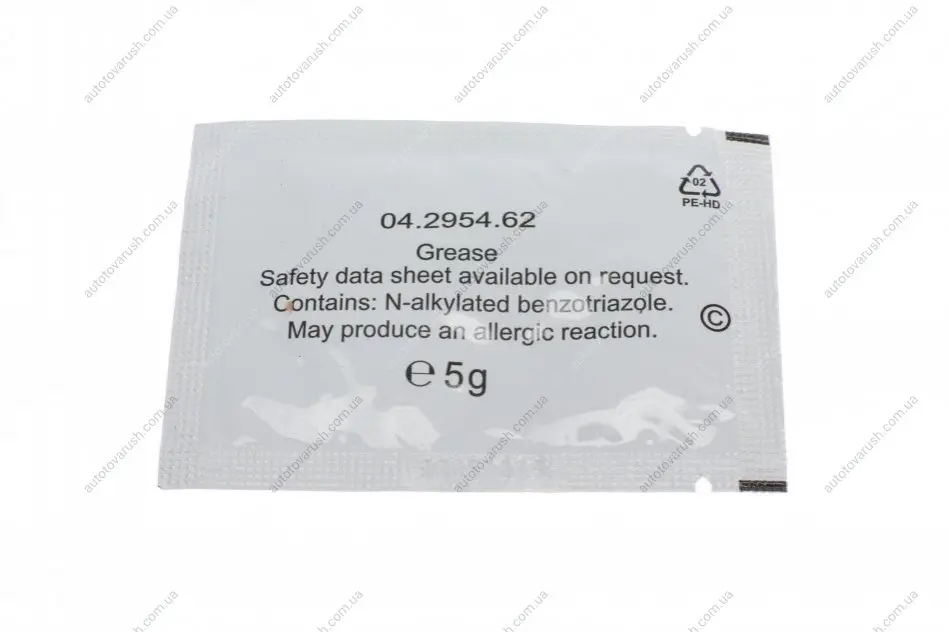 02
PE-HD
04.2954.62
Grease
Safety data sheet available on request.
Contains: N-alkylated benzotriazole.
May produce an allergic reaction.
©
℮ 5g
autotovarush.com.ua